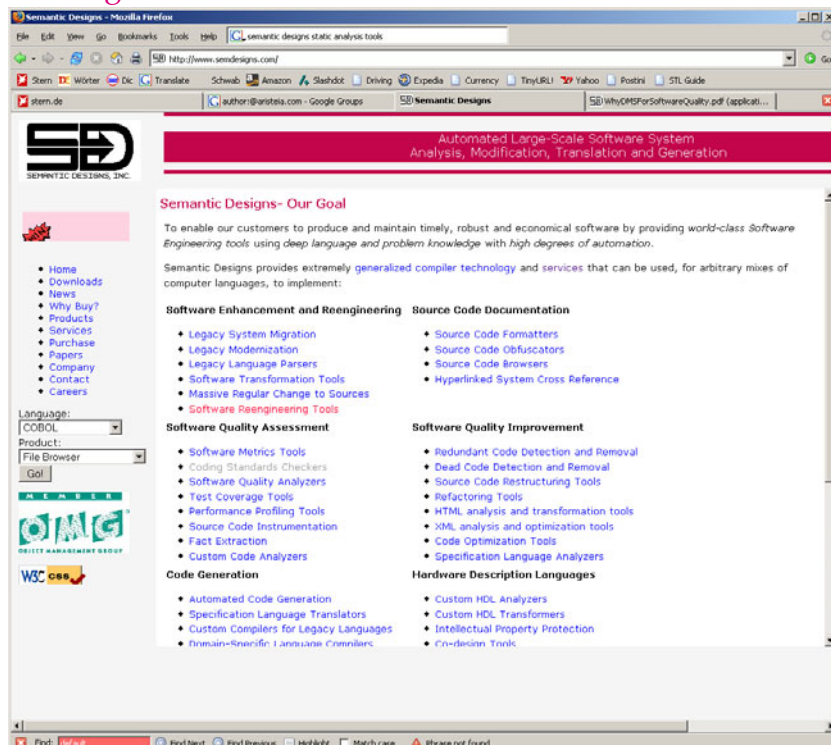 Semantic Designs - Mozilla Firefox
File Edit View Go Bookmarks Tools Help semantic designs static analysis tools
http://www.semdesigns.com/ Go
Stern Wörter Dic Translate Schwab Amazon Slashdot Driving Expedia Currency TinyURL! Yahoo Postini STL Guide
stern.de author:@aristeia.com - Google Groups Semantic Designs WhyDMSForSoftwareQuality.pdf (applicati...
SD
SEMANTIC DESIGNS, INC.
Automated Large-Scale Software System
Analysis, Modification, Translation and Generation
Home
Downloads
News
Why Buy?
Products
Services
Purchase
Papers
Company
Contact
Careers
Language:
COBOL
Product:
File Browser
Go!
MEMBER
OMG
OBJECT MANAGEMENT GROUP
W3C css
Semantic Designs- Our Goal
To enable our customers to produce and maintain timely, robust and economical software by providing world-class Software
Engineering tools using deep language and problem knowledge with high degrees of automation.
Semantic Designs provides extremely generalized compiler technology and services that can be used, for arbitrary mixes of
computer languages, to implement:
Software Enhancement and Reengineering
Legacy System Migration
Legacy Modernization
Legacy Language Parsers
Software Transformation Tools
Massive Regular Change to Sources
Software Reengineering Tools
Source Code Documentation
Source Code Formatters
Source Code Obfuscators
Source Code Browsers
Hyperlinked System Cross Reference
Software Quality Assessment
Software Metrics Tools
Coding Standards Checkers
Software Quality Analyzers
Test Coverage Tools
Performance Profiling Tools
Source Code Instrumentation
Fact Extraction
Custom Code Analyzers
Software Quality Improvement
Redundant Code Detection and Removal
Dead Code Detection and Removal
Source Code Restructuring Tools
Refactoring Tools
HTML analysis and transformation tools
XML analysis and optimization tools
Code Optimization Tools
Specification Language Analyzers
Code Generation
Automated Code Generation
Specification Language Translators
Custom Compilers for Legacy Languages
Domain-Specific Language Compilers
Hardware Description Languages
Custom HDL Analyzers
Custom HDL Transformers
Intellectual Property Protection
Co-design Tools
Find: default Find Next Find Previous Highlight Match case Phrase not found